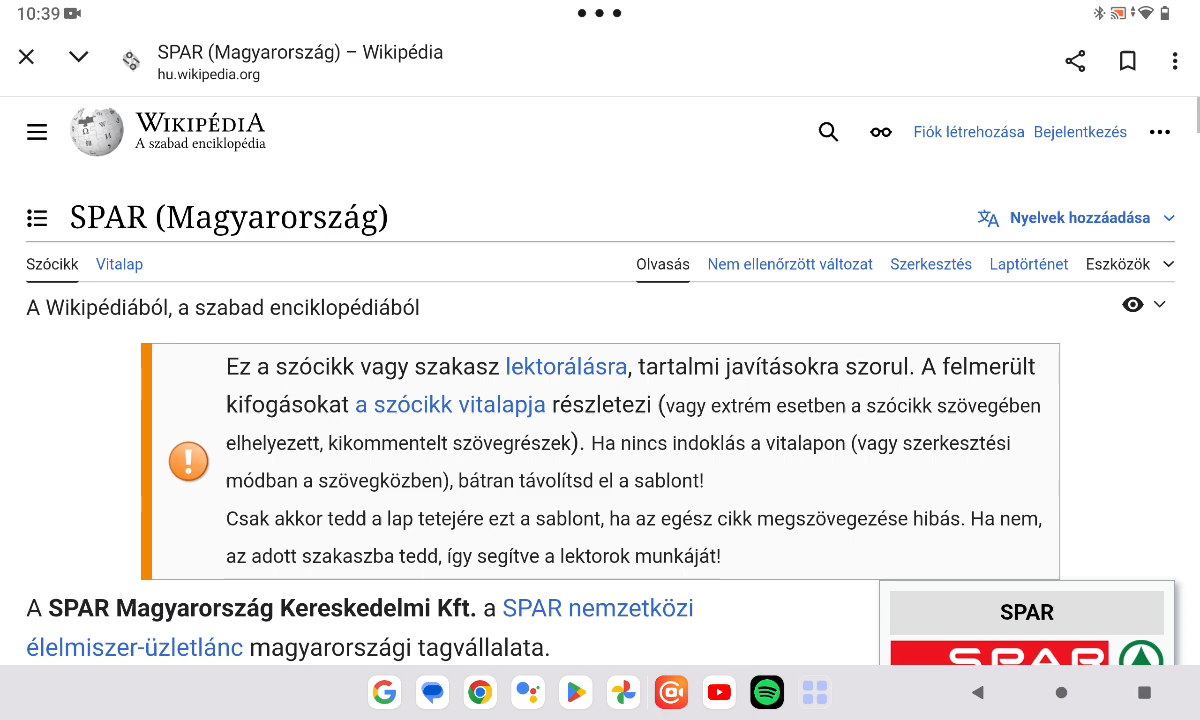 10:39
SPAR (Magyarország) – Wikipédia
hu.wikipedia.org
WIKIPÉDIA
A szabad enciklopédia
Fiók létrehozása Bejelentkezés
SPAR (Magyarország)
Nyelvek hozzáadása
Szócikk Vitalap Olvasás Nem ellenőrzött változat Szerkesztés Laptörténet Eszközök
A Wikipédiából, a szabad enciklopédiából
Ez a szócikk vagy szakasz lektorálásra, tartalmi javításokra szorul. A felmerült
kifogásokat a szócikk vitalapja részletezi (vagy extrém esetben a szócikk szövegében
elhelyezett, kikommentelt szövegrészek). Ha nincs indoklás a vitalapon (vagy szerkesztési
módban a szövegközben), bátran távolítsd el a sablont!
Csak akkor tedd a lap tetejére ezt a sablont, ha az egész cikk megszövegezése hibás. Ha nem,
az adott szakaszba tedd, így segítve a lektorok munkáját!
A SPAR Magyarország Kereskedelmi Kft. a SPAR nemzetközi
élelmiszer-üzletlánc magyarországi tagvállalata.
SPAR
SPAR